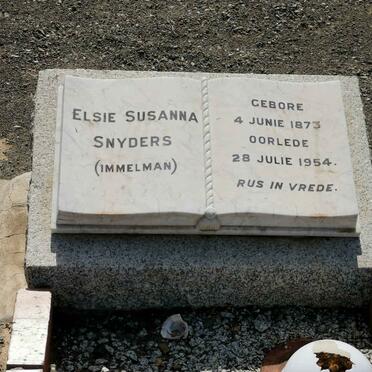 ELSIE SUSANNA
SNYDERS
(IMMELMAN)
GEBORE
4 JUNIE 1873
OORLEDE
28 JULIE 1954.
RUS IN VREDE.